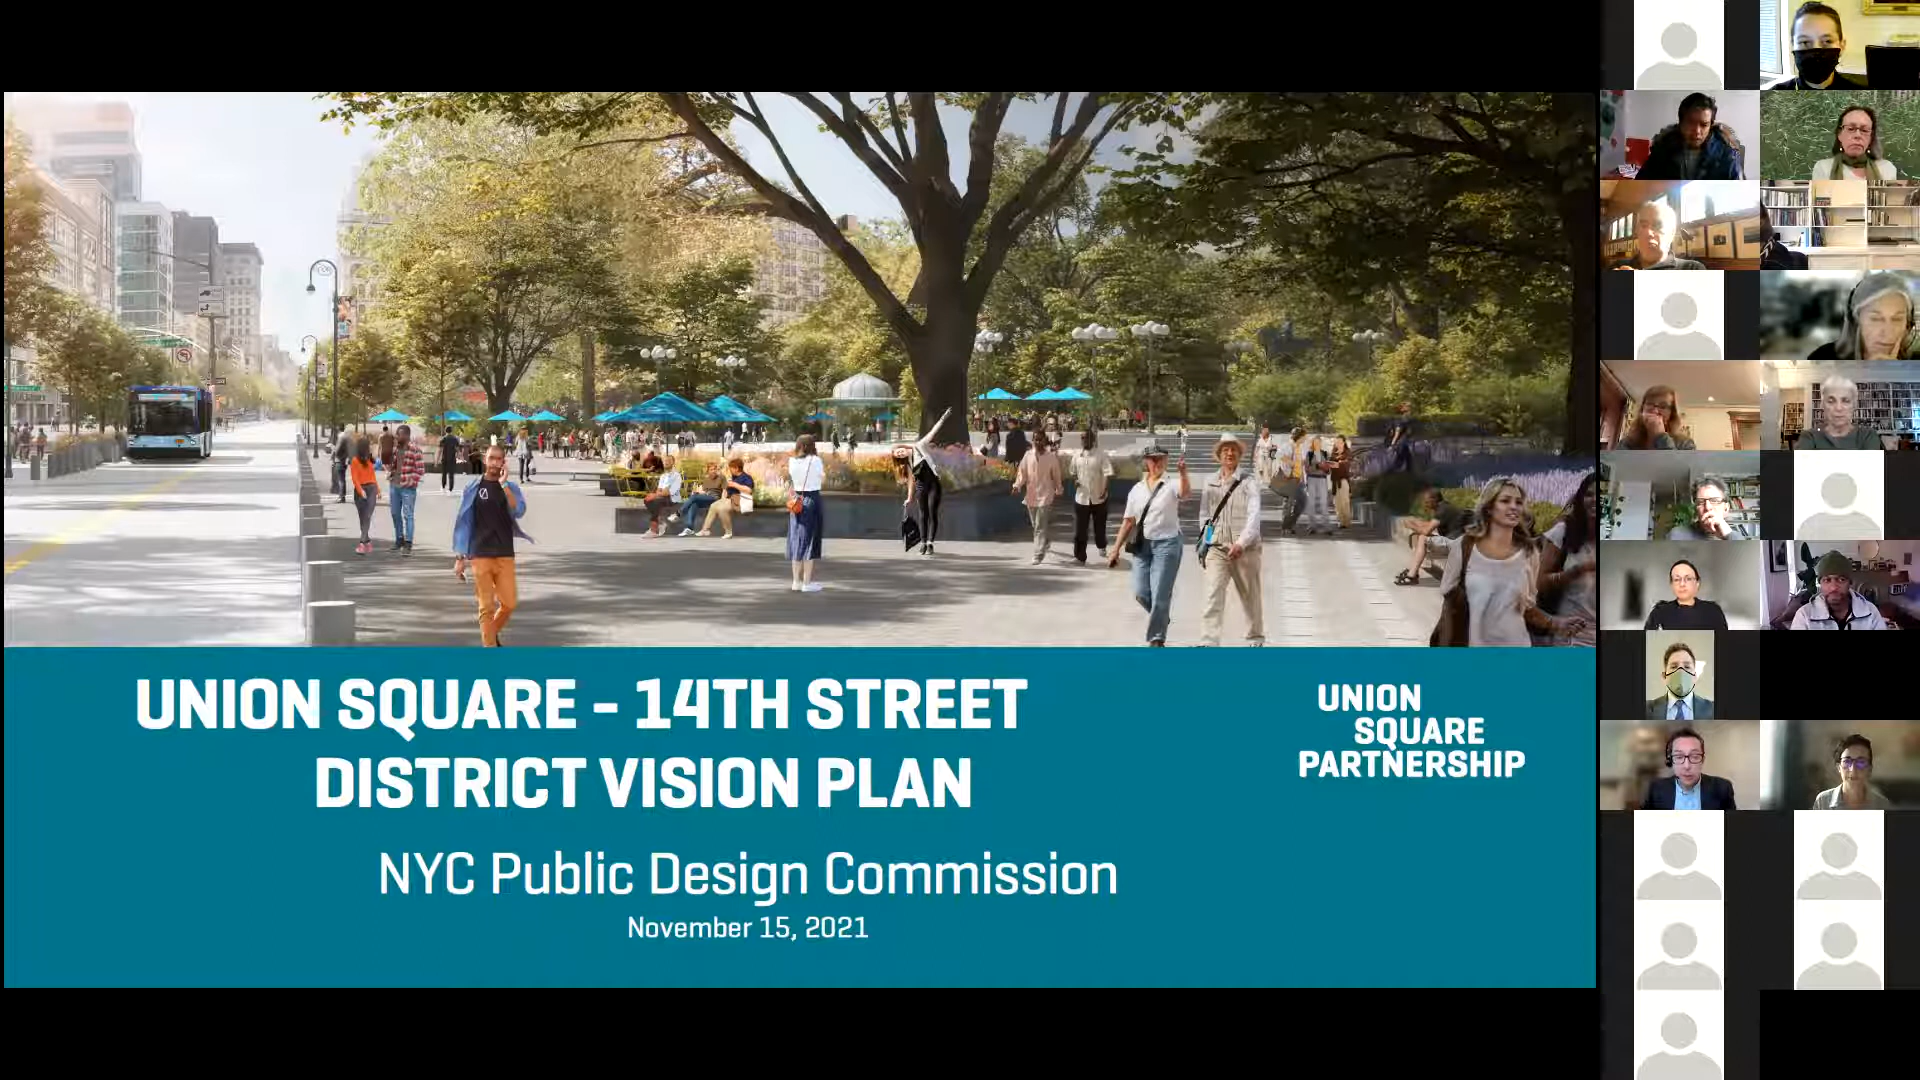 UNION SQUARE - 14TH STREET
DISTRICT VISION PLAN
NYC Public Design Commission
November 15, 2021
UNION
SQUARE
PARTNERSHIP